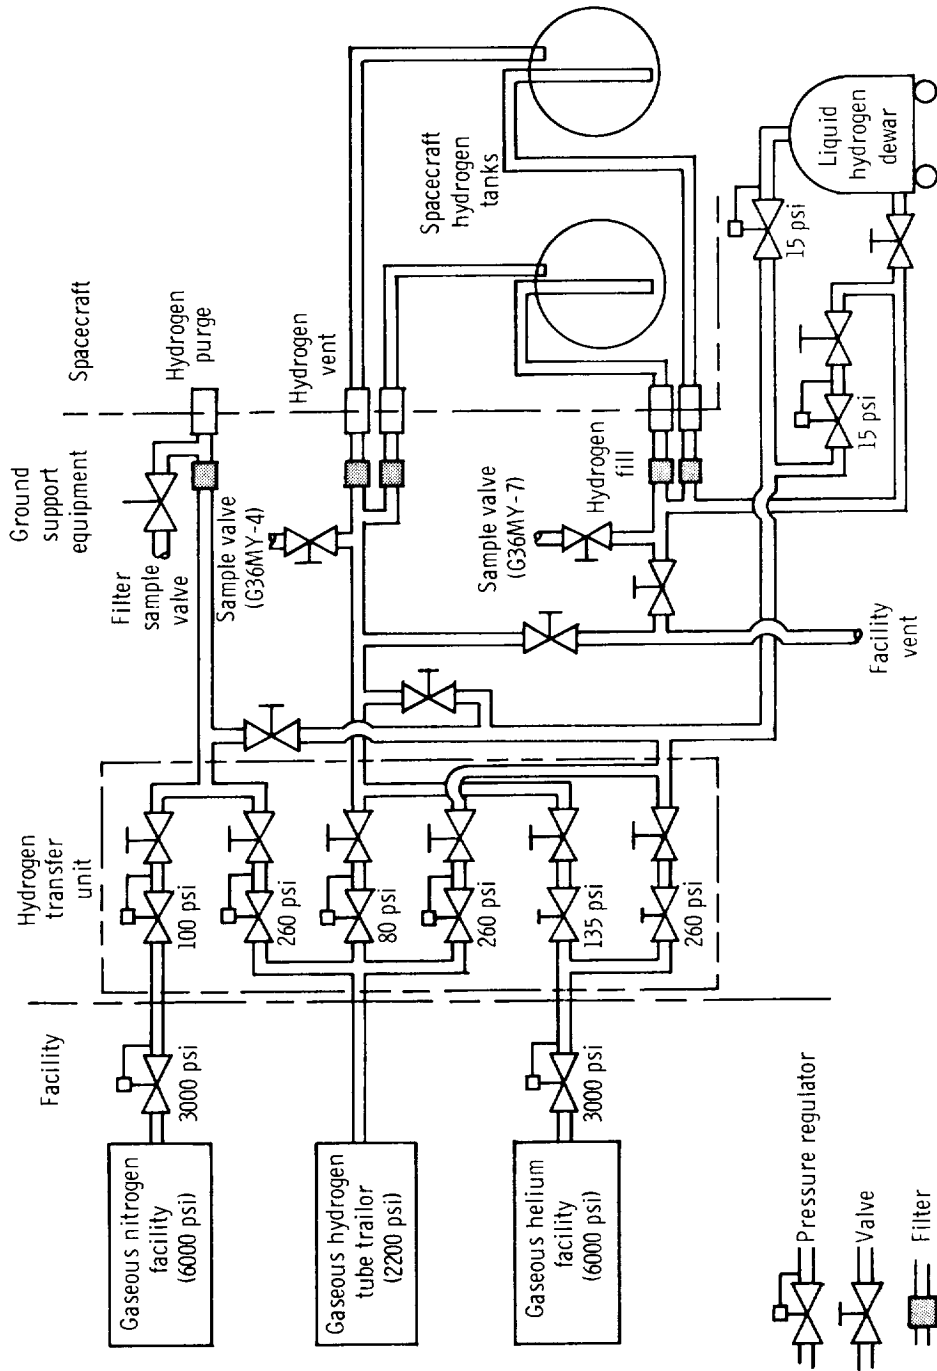 Facility
Gaseous nitrogen
facility
(6000 psi)
3000 psi
Gaseous hydrogen
tube trailor
(2200 psi)
Gaseous helium
facility
(6000 psi)
3000 psi
Hydrogen
transfer
unit
100 psi
260 psi
80 psi
260 psi
135 psi
260 psi
Ground
support
equipment
Filter
sample
valve
Sample valve
(G36MY-4)
Sample valve
(G36MY-7)
Hydrogen
fill
Facility
vent
Spacecraft
Hydrogen
purge
Hydrogen
vent
Spacecraft
hydrogen
tanks
15 psi
15 psi
Liquid
hydrogen
dewar
Pressure regulator
Valve
Filter